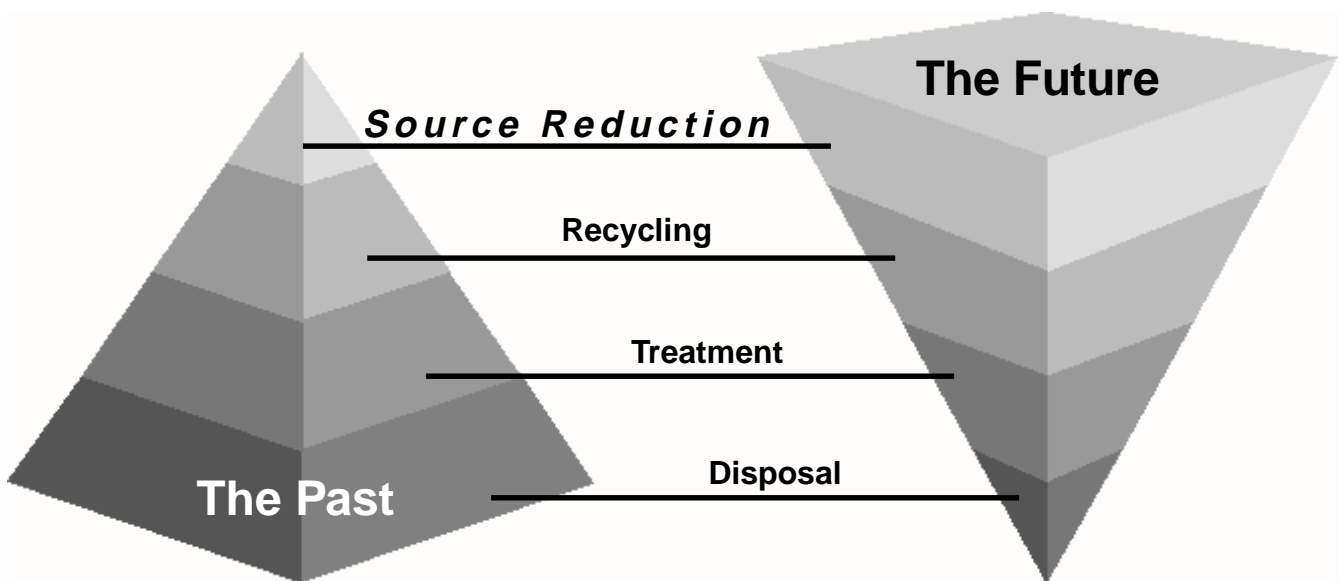 The Future
Source Reduction
Recycling
Treatment
Disposal
The Past